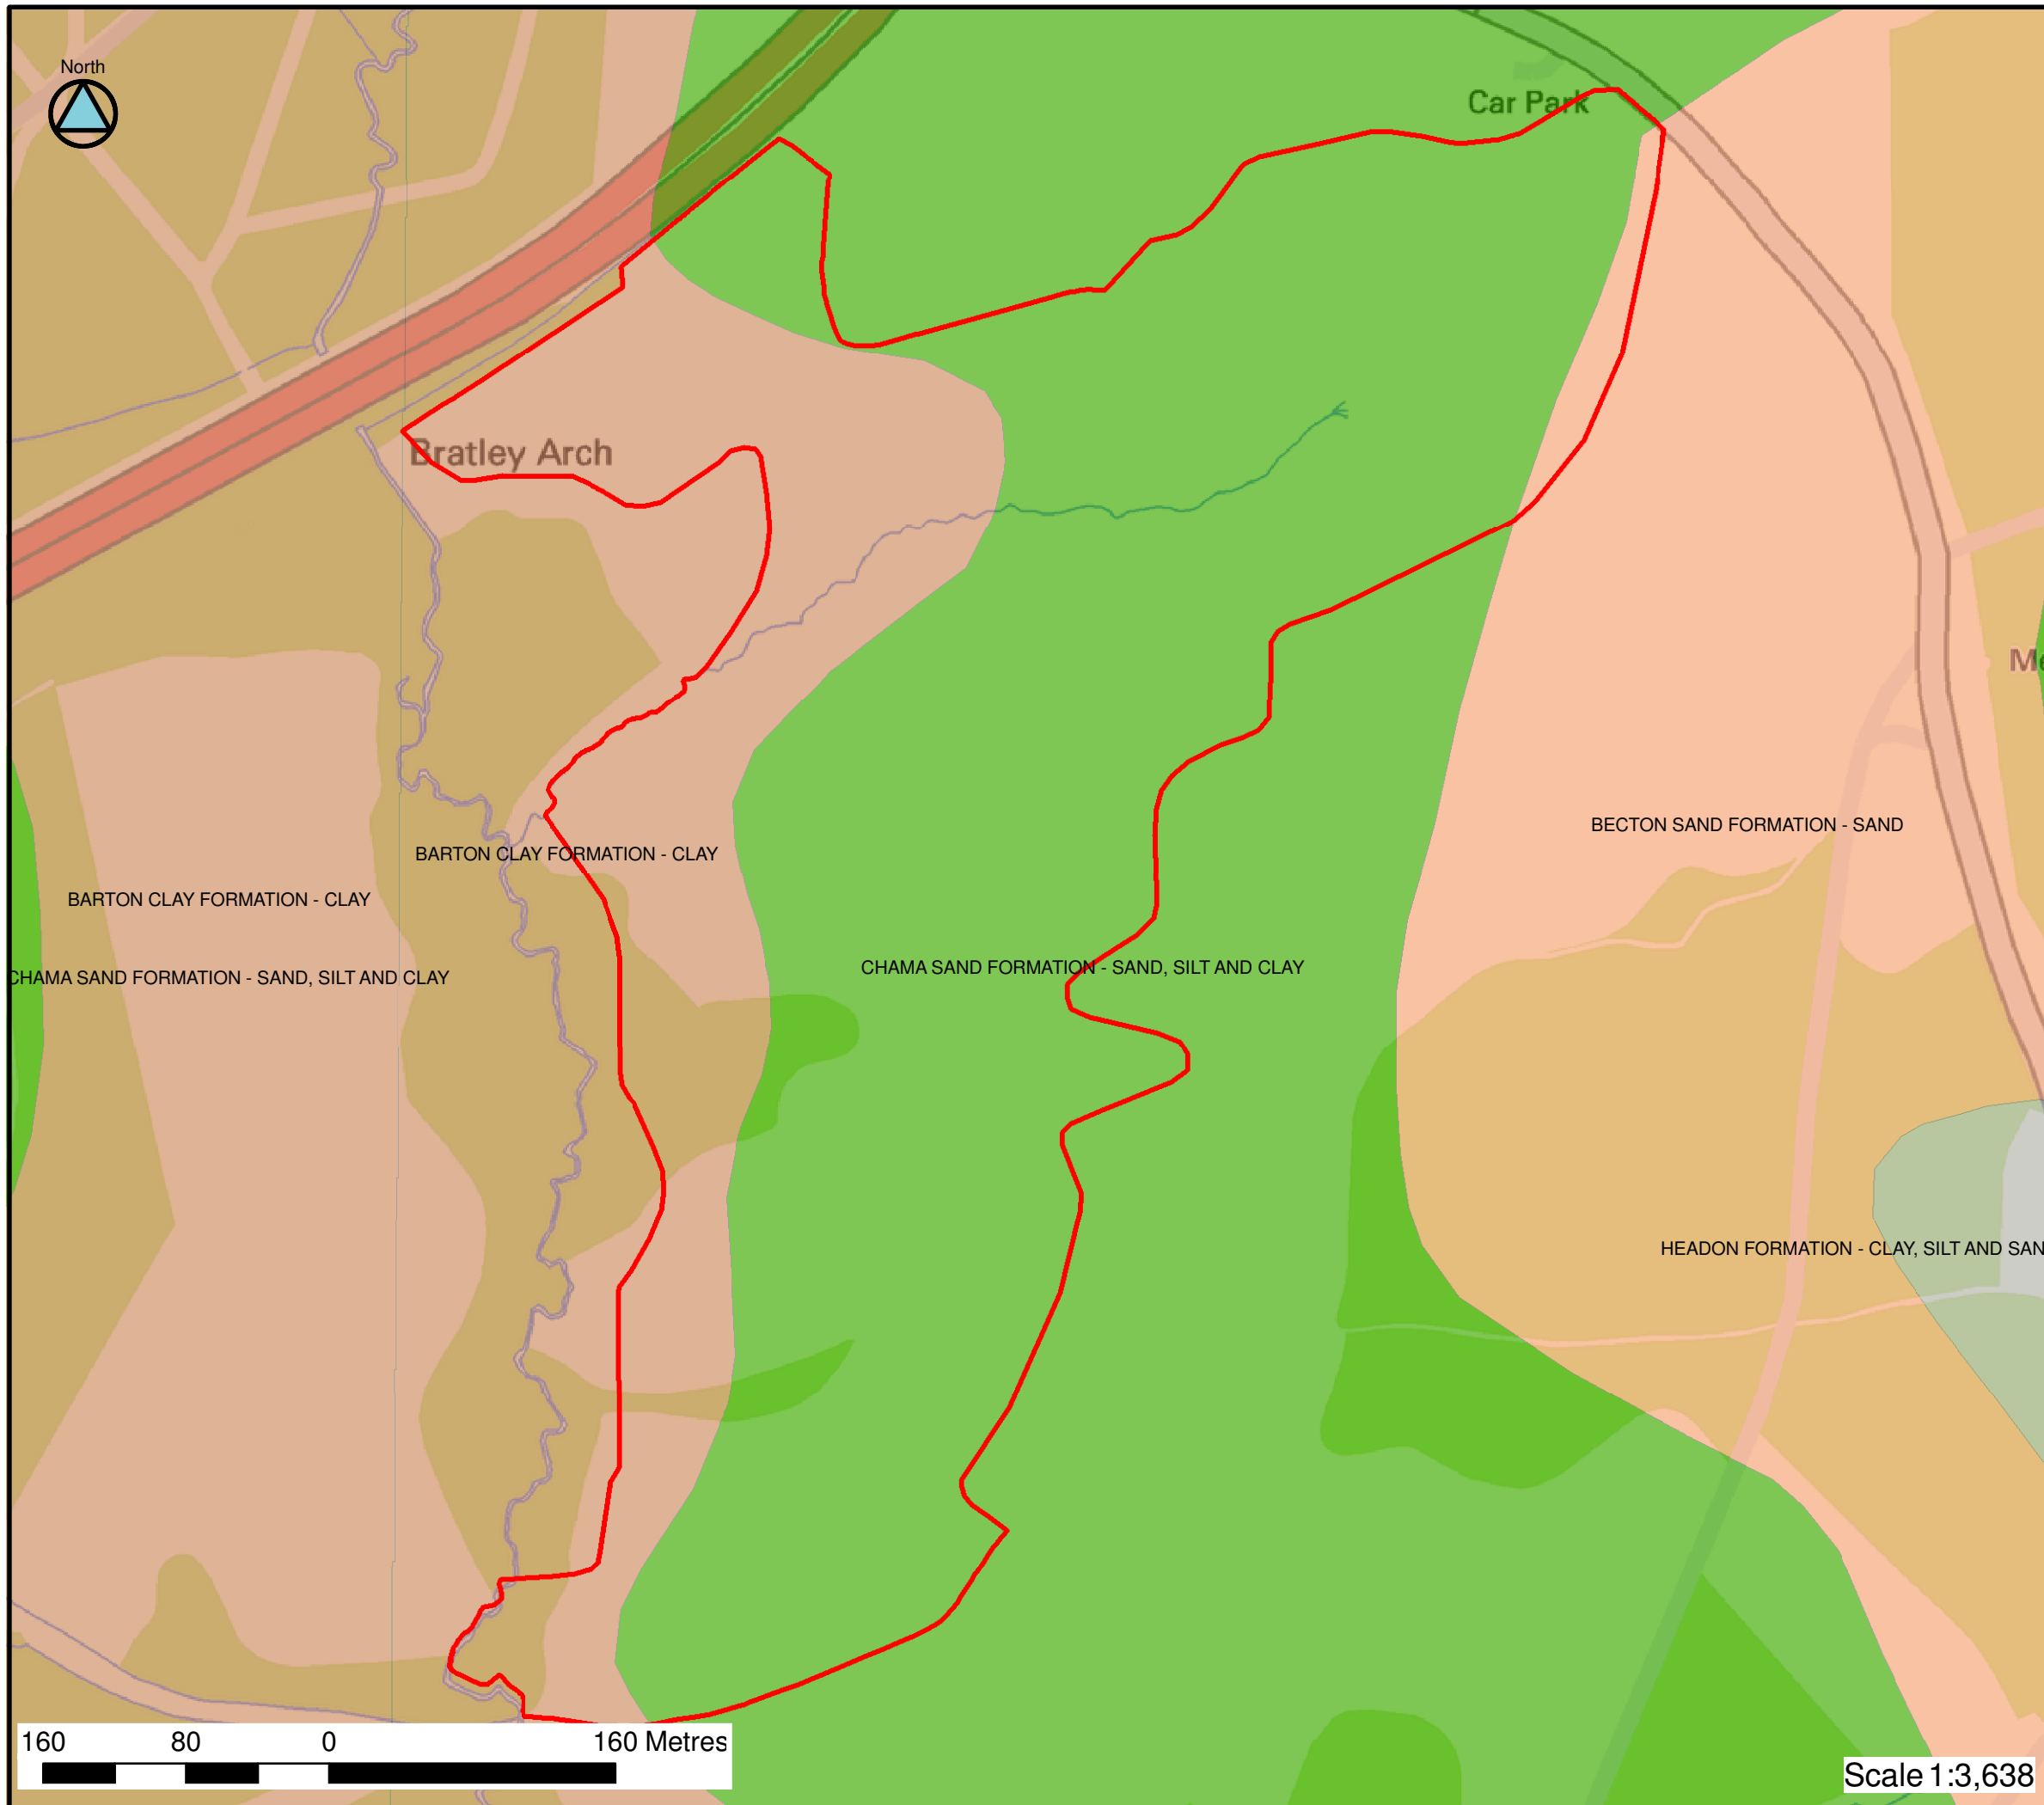 North
Car Park
Bratley Arch
Me
BECTON SAND FORMATION - SAND
BARTON CLAY FORMATION - CLAY
BARTON CLAY FORMATION - CLAY
CHAMA SAND FORMATION - SAND, SILT AND CLAY
CHAMA SAND FORMATION - SAND, SILT AND CLAY
HEADON FORMATION - CLAY, SILT AND SAN
160 80 0 160 Metres
Scale 1:3,638